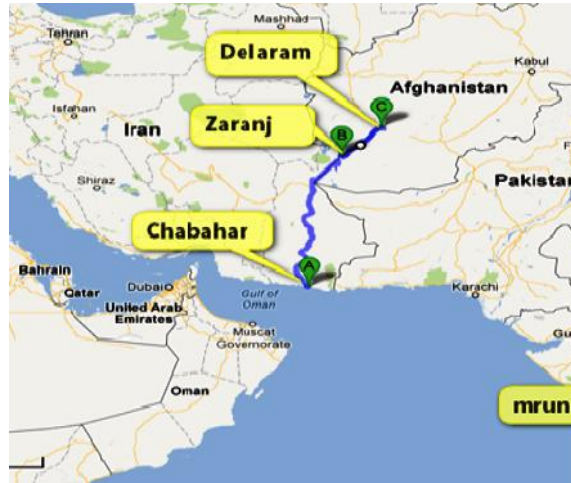 Mashhad
Tehran
Delaram
Kabul
Afghanistan
Isfahan
Iran
Zaranj
C
B
Shiraz
Pakistan
Chabahar
A
Bahrain
Qatar
Dubai
United Arab
Emirates
Gulf of
Oman
Karachi
Muscat
Governorate
Gu
Oman
mrun